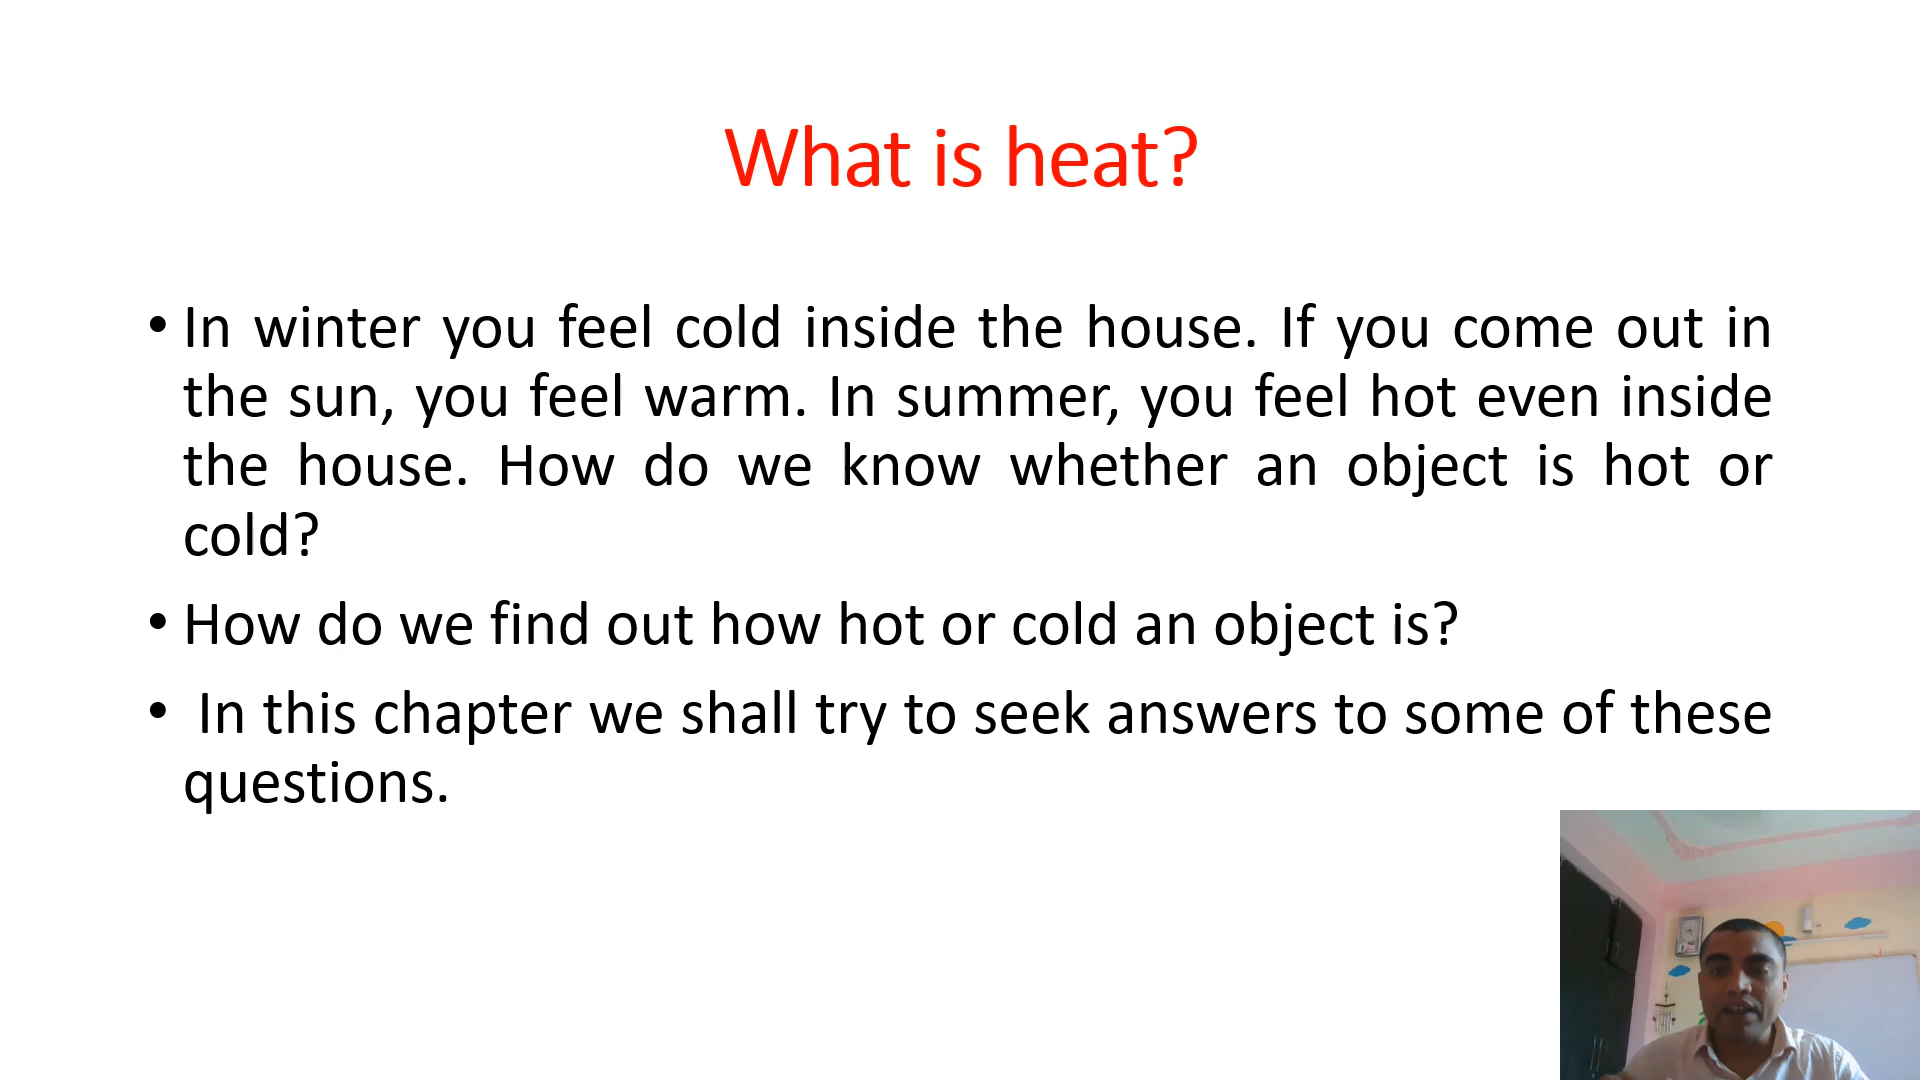 What is heat?
• In winter you feel cold inside the house. If you come out in
the sun, you feel warm. In summer, you feel hot even inside
the house. How do we know whether an object is hot or
cold?
• How do we find out how hot or cold an object is?
• In this chapter we shall try to seek answers to some of these
questions.